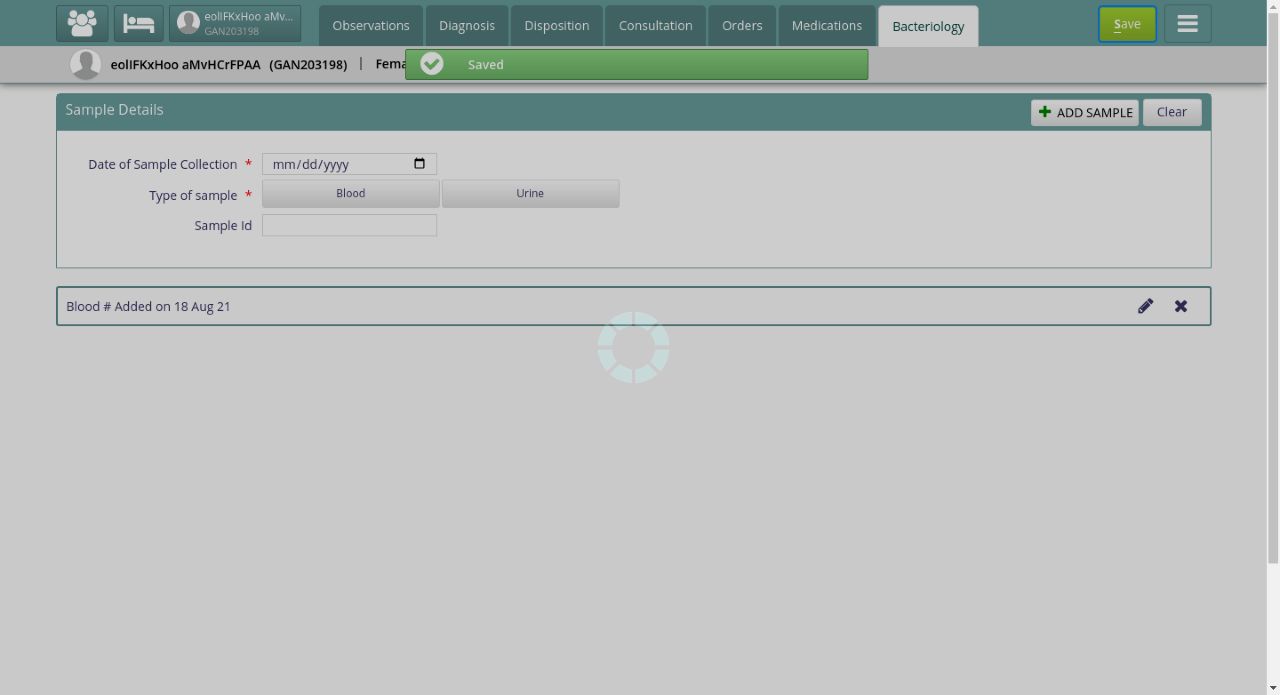 eoIIFKxHoo aMv...
GAN203198
Observations
Diagnosis
Disposition
Consultation
Orders
Medications
Bacteriology
Save
eoIIFKxHoo aMvHCrFPAA (GAN203198) | Fema
Saved
Sample Details
ADD SAMPLE
Clear
Date of Sample Collection *
mm/dd/yyyy
Type of sample *
Blood
Urine
Sample Id
Blood # Added on 18 Aug 21